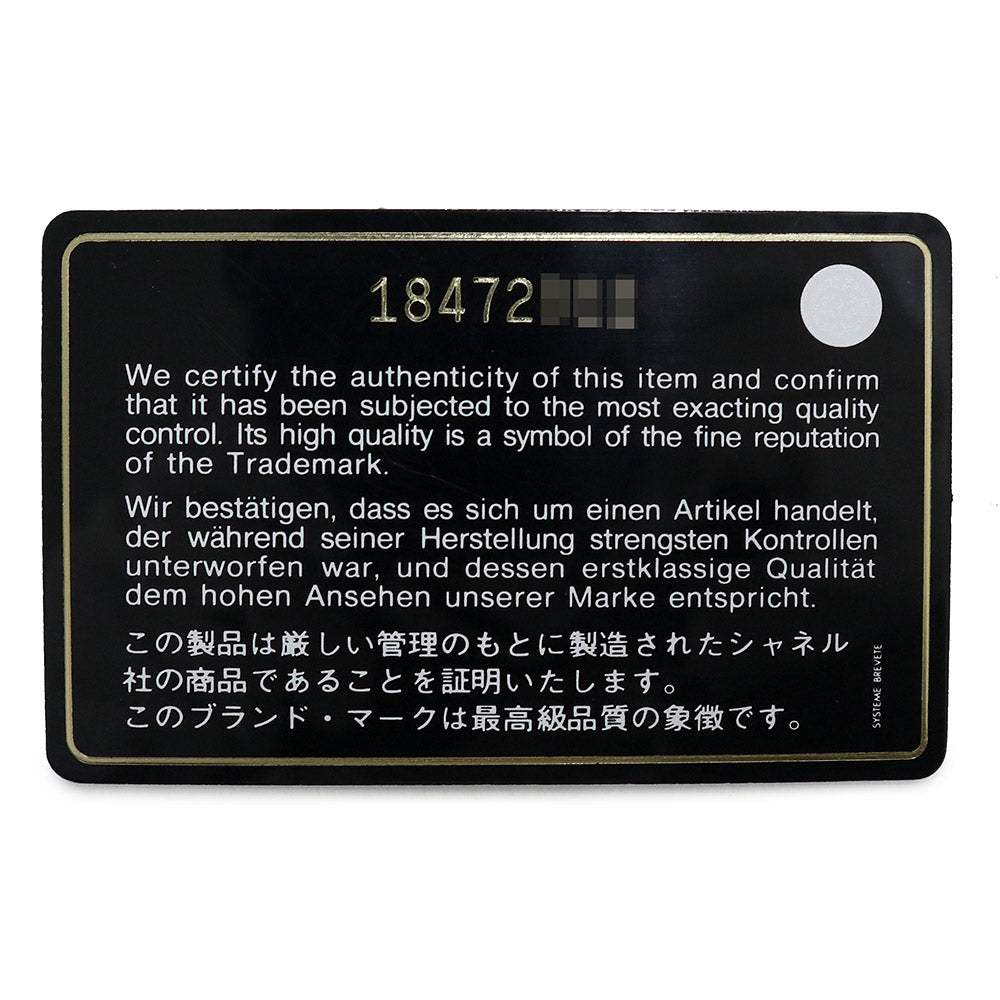 18472
We certify the authenticity of this item and confirm
that it has been subjected to the most exacting quality
control. Its high quality is a symbol of the fine reputation
of the Trademark.
Wir bestätigen, dass es sich um einen Artikel handelt,
der während seiner Herstellung strengsten Kontrollen
unterworfen war, und dessen erstklassige Qualität
dem hohen Ansehen unserer Marke entspricht.
この製品は厳しい管理のもとに製造されたシャネル
社の商品であることを証明いたします。
このブランド・マークは最高級品質の象徴です。
SYSTEME BREVETE